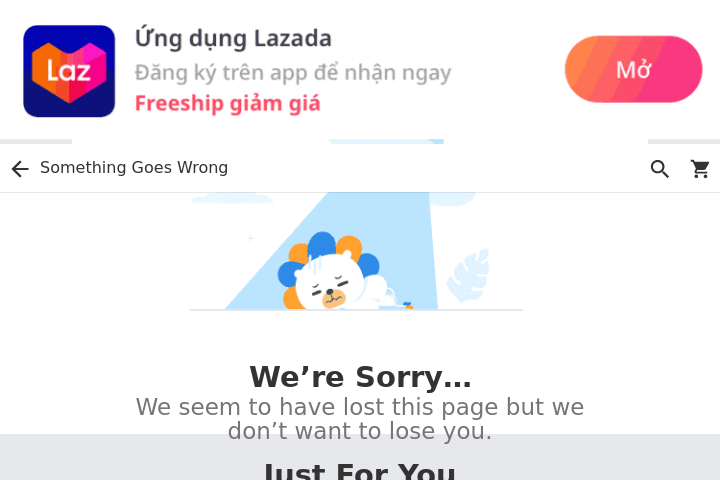 Ứng dụng Lazada
Laz
Đăng ký trên app để nhận ngay
Mở
Freeship giảm giá
Something Goes Wrong
We’re Sorry…
We seem to have lost this page but we
don’t want to lose you.
Just For You